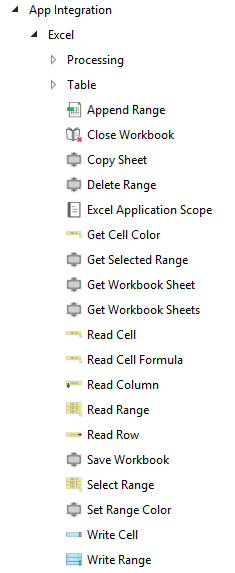 App Integration
Excel
Processing
Table
Append Range
Close Workbook
Copy Sheet
Delete Range
Excel Application Scope
Get Cell Color
Get Selected Range
Get Workbook Sheet
Get Workbook Sheets
Read Cell
Read Cell Formula
Read Column
Read Range
Read Row
Save Workbook
Select Range
Set Range Color
Write Cell
Write Range